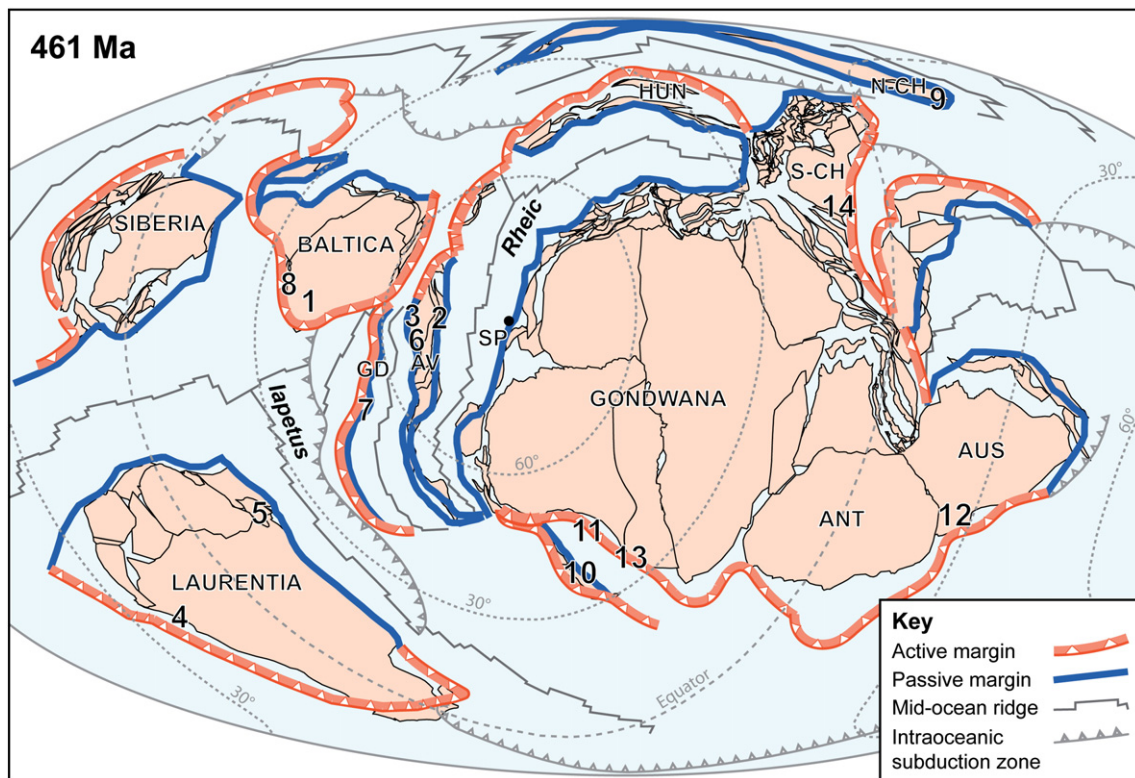 461 Ma
HUN
N-CH
9
S-CH
14
30°
SIBERIA
BALTICA
Rheic
8
1
3
2
6
AV
SP
GD
7
GONDWANA
Iapetus
60°
AUS
60°
5
11
ANT
12
13
10
LAURENTIA
4
30°
30°
Equator
Key
Active margin
Passive margin
Mid-ocean ridge
Intraoceanic
subduction zone